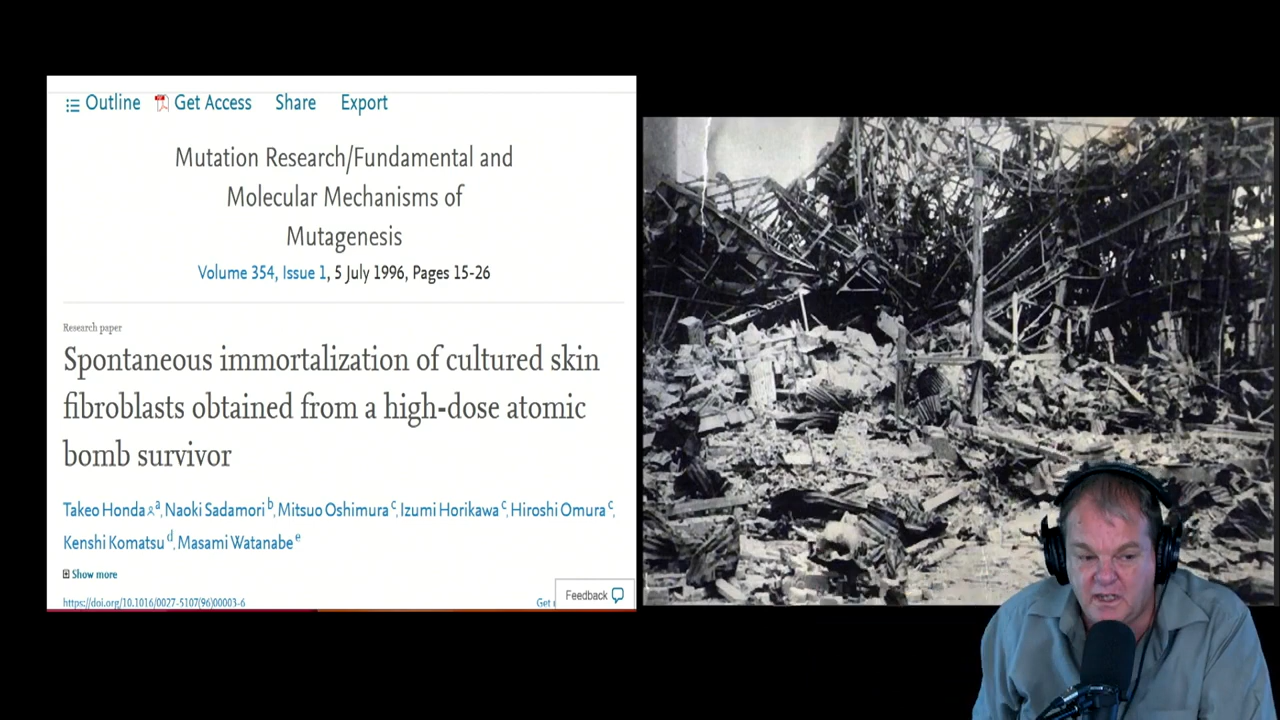 Outline Get Access Share Export
Mutation Research/Fundamental and
Molecular Mechanisms of
Mutagenesis
Volume 354, Issue 1, 5 July 1996, Pages 15-26
Research paper
Spontaneous immortalization of cultured skin
fibroblasts obtained from a high-dose atomic
bomb survivor
Takeo Honda a, Naoki Sadamori b, Mitsuo Oshimura c, Izumi Horikawa c, Hiroshi Omura c,
Kenshi Komatsu d, Masami Watanabe e
Show more
https://doi.org/10.1016/0027-5107(96)00003-6 Get
Feedback